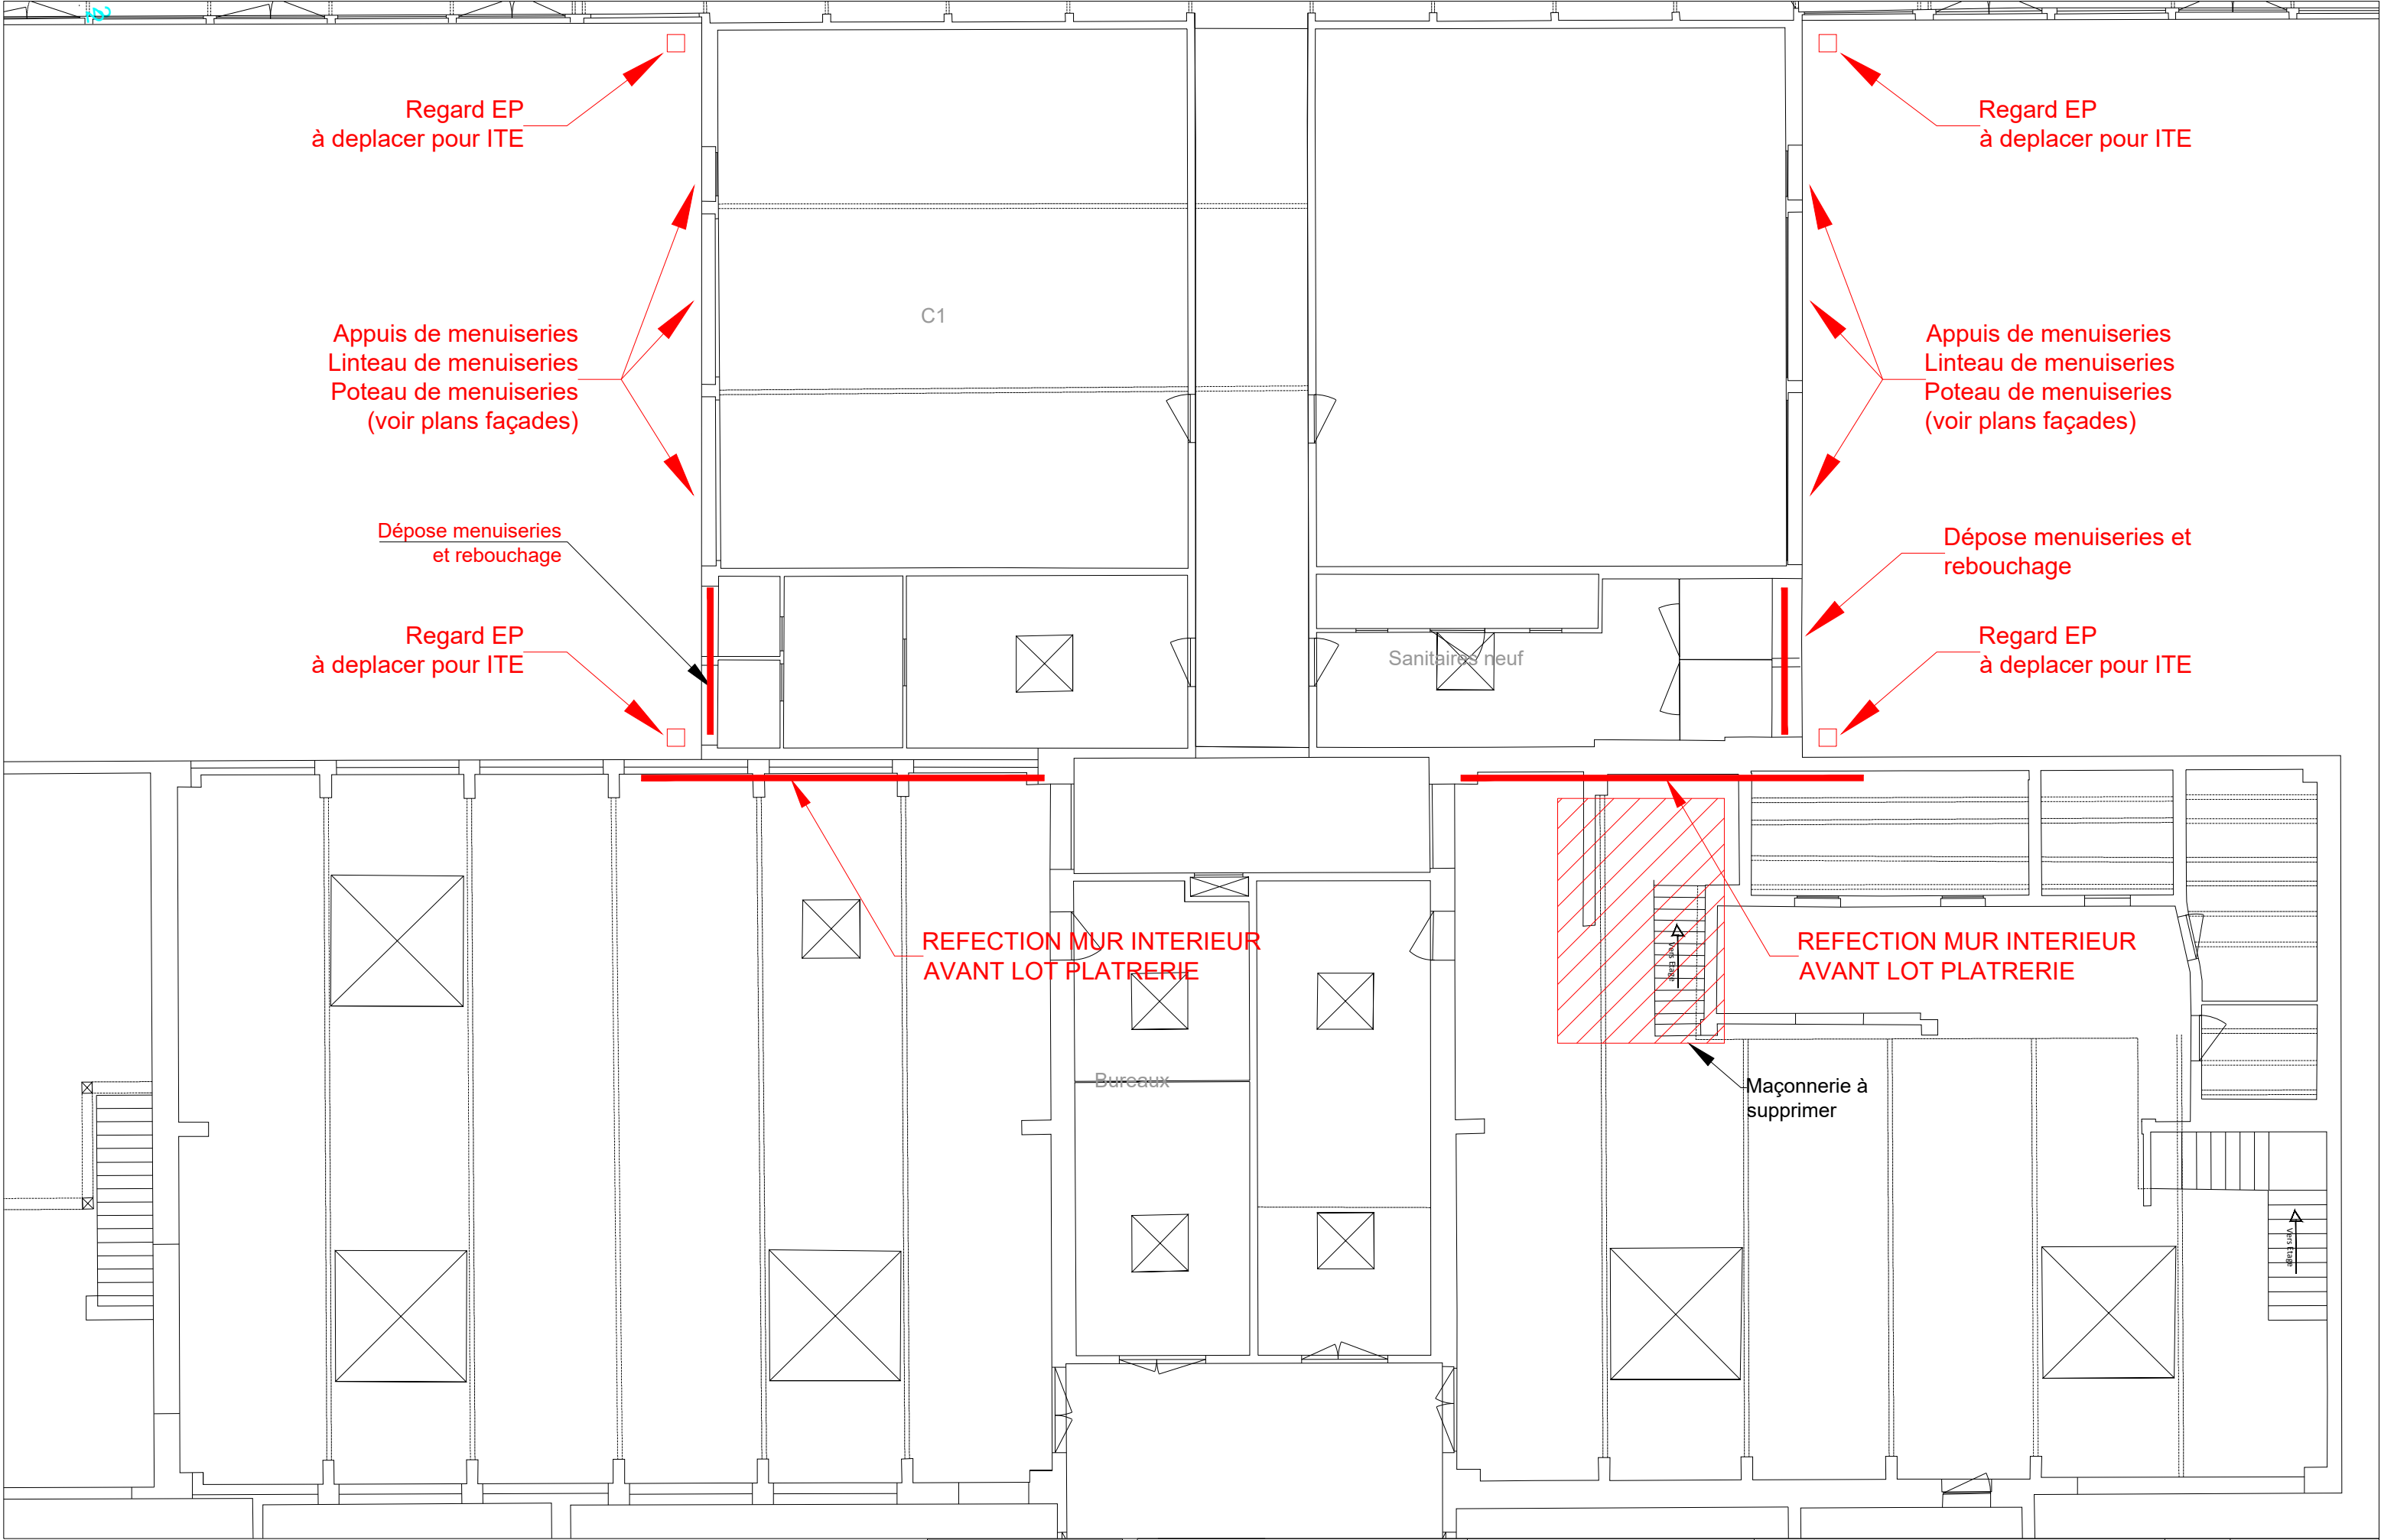 Regard EP
à deplacer pour ITE
Regard EP
à deplacer pour ITE
C1
Appuis de menuiseries
Linteau de menuiseries
Poteau de menuiseries
(voir plans façades)
Appuis de menuiseries
Linteau de menuiseries
Poteau de menuiseries
(voir plans façades)
Dépose menuiseries
et rebouchage
Dépose menuiseries et
rebouchage
Regard EP
à deplacer pour ITE
Sanitaires neuf
Regard EP
à deplacer pour ITE
REFECTION MUR INTERIEUR
AVANT LOT PLATRERIE
Vers Etage
REFECTION MUR INTERIEUR
AVANT LOT PLATRERIE
Bureaux
Maçonnerie à
supprimer
Vers Etage